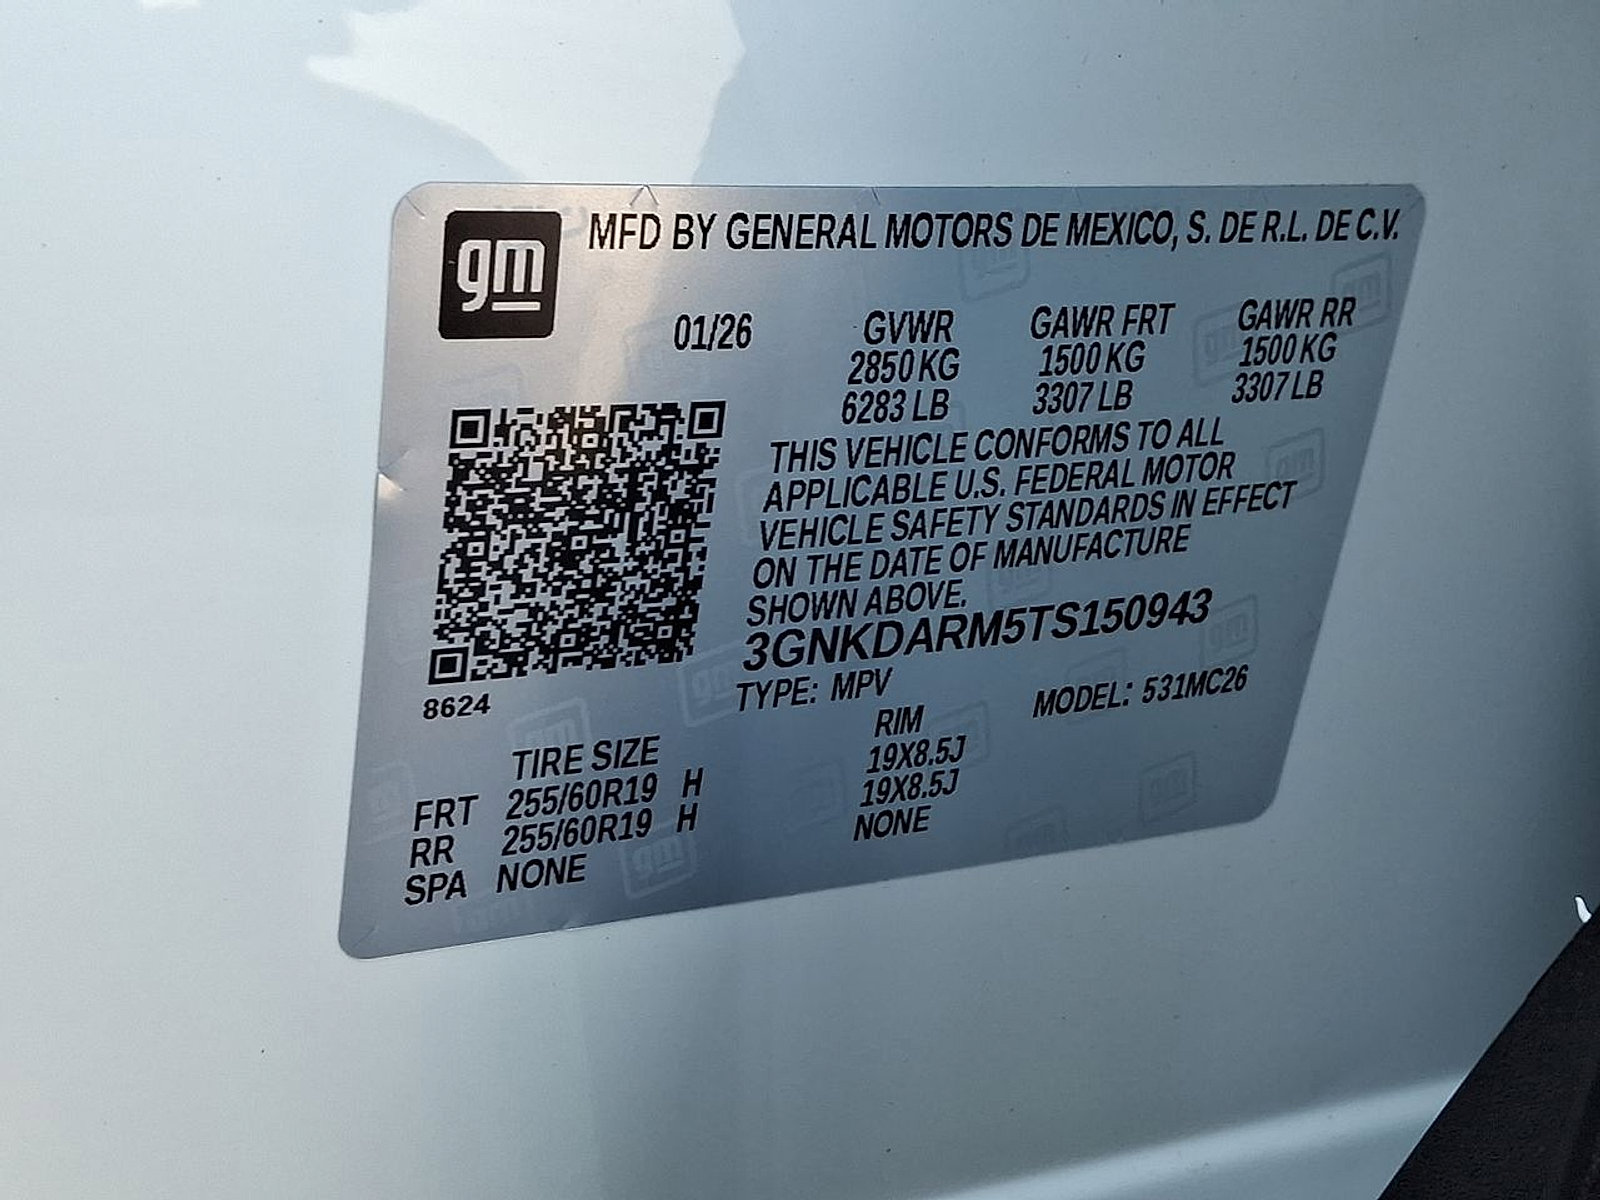 gm
MFD BY GENERAL MOTORS DE MEXICO, S. DE R.L. DE C.V.
01/26 GVWR GAWR FRT GAWR RR
2850 KG 1500 KG 1500 KG
6283 LB 3307 LB 3307 LB
THIS VEHICLE CONFORMS TO ALL
APPLICABLE U.S. FEDERAL MOTOR
VEHICLE SAFETY STANDARDS IN EFFECT
ON THE DATE OF MANUFACTURE
SHOWN ABOVE.
3GNKDARM5TS150943
8624
TYPE: MPV MODEL: 531MC26
TIRE SIZE RIM
FRT 255/60R19 H 19X8.5J
RR 255/60R19 H 19X8.5J
SPA NONE NONE